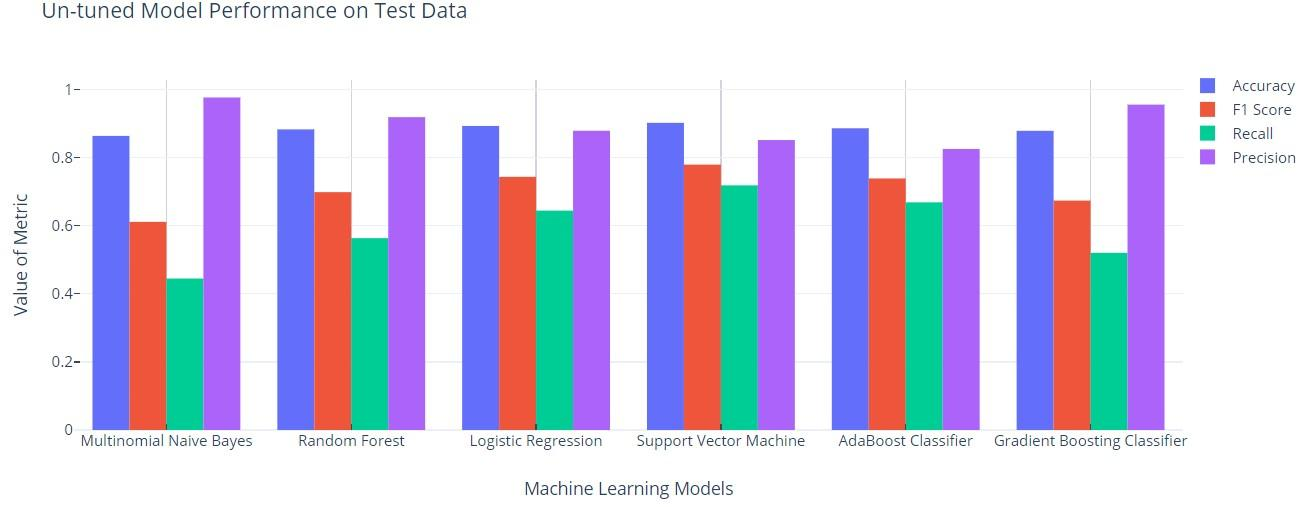 Un-tuned Model Performance on Test Data
Value of Metric
1
0.8
0.6
0.4
0.2
0
Multinomial Naive Bayes
Random Forest
Logistic Regression
Support Vector Machine
AdaBoost Classifier
Gradient Boosting Classifier
Machine Learning Models
Accuracy
F1 Score
Recall
Precision